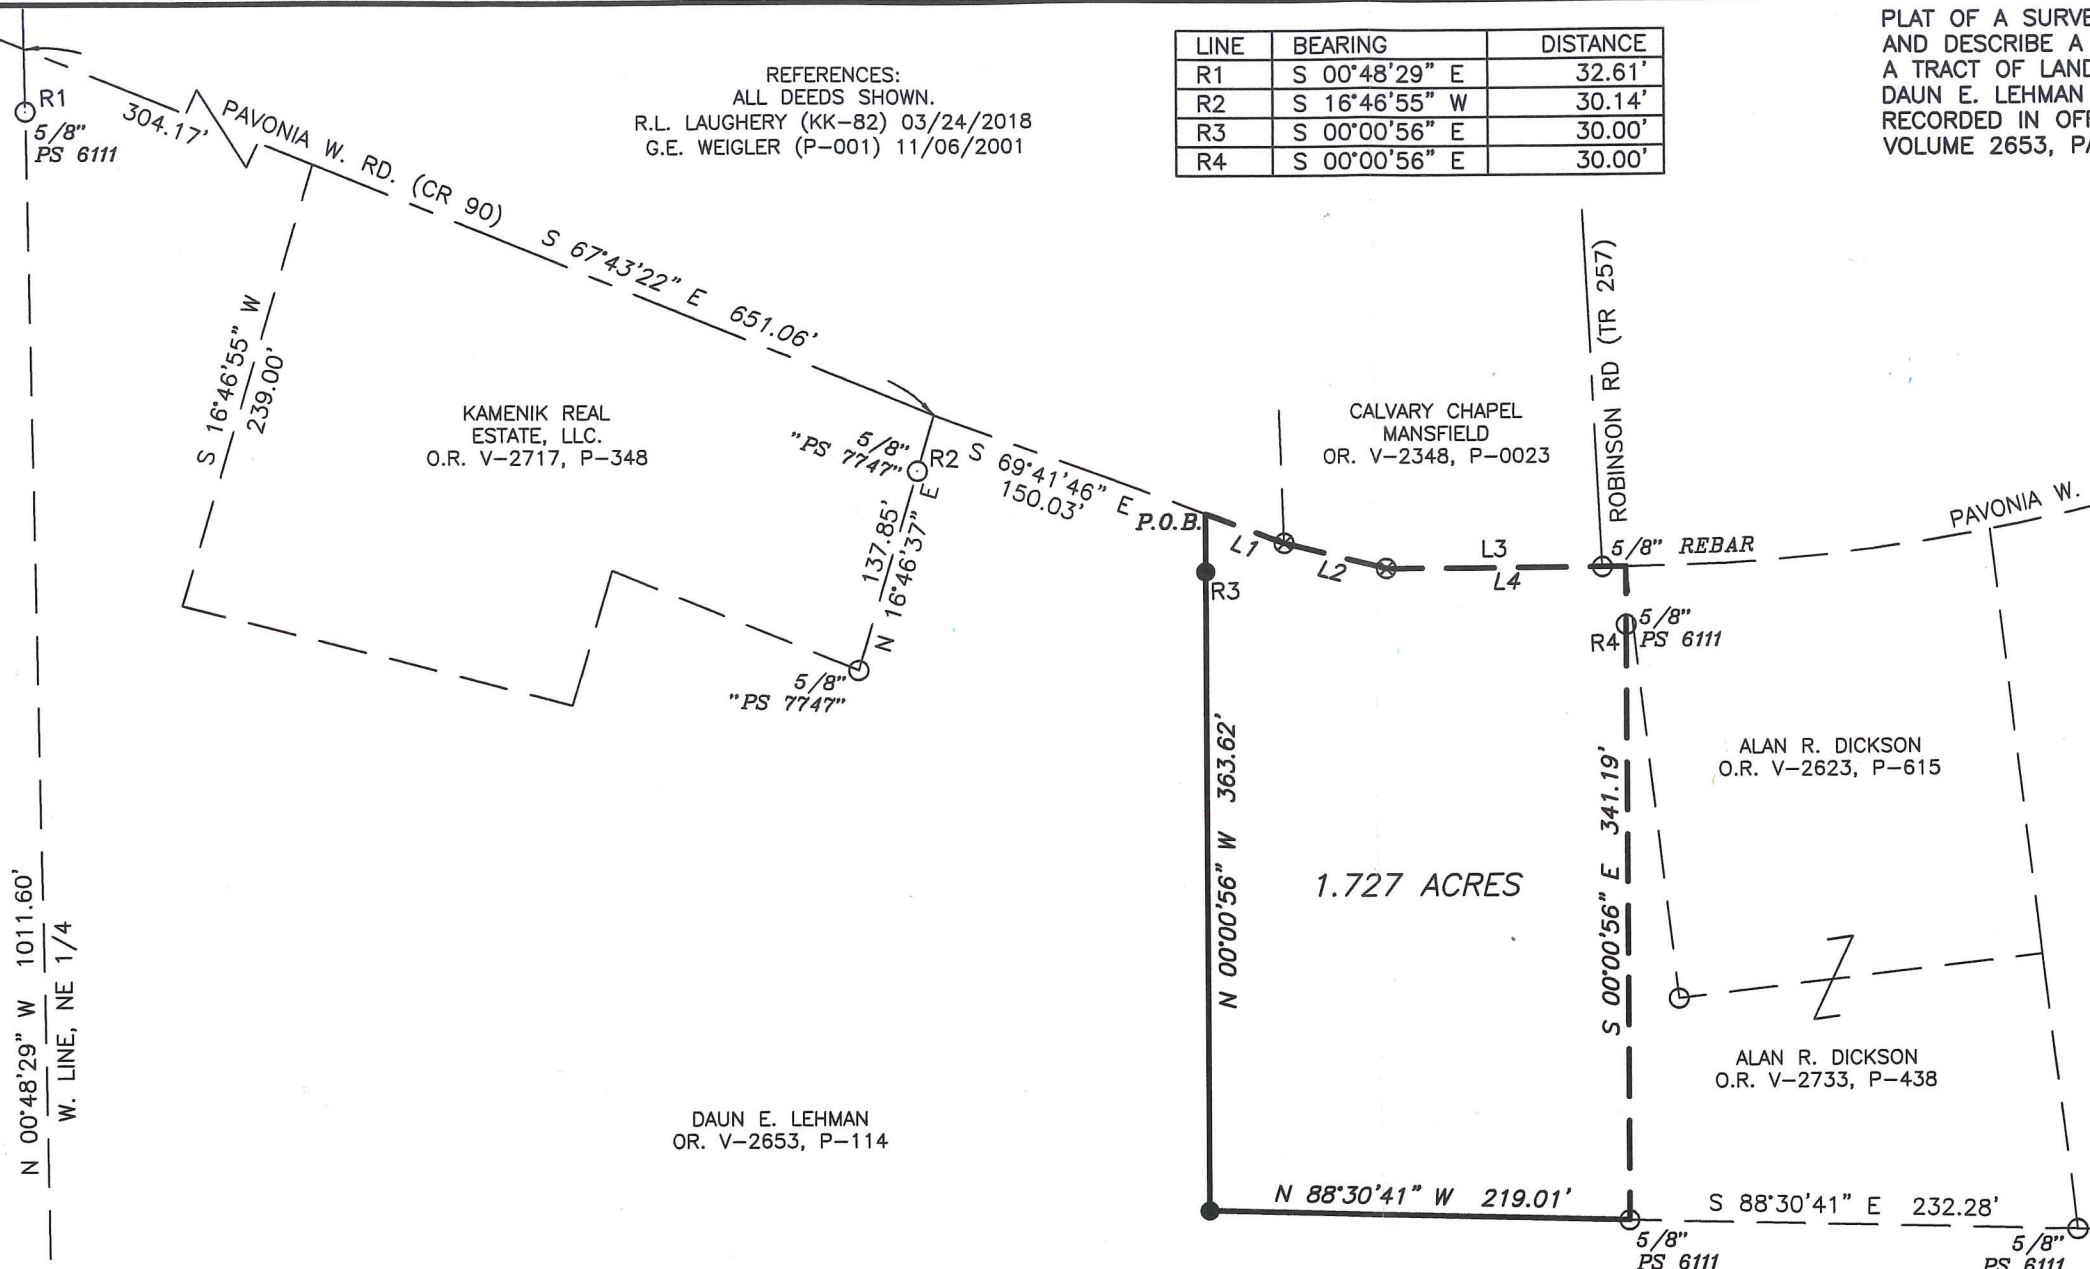 PLAT OF A SURVE
AND DESCRIBE A
A TRACT OF LAND
DAUN E. LEHMAN
RECORDED IN OFF
VOLUME 2653, PA
LINE BEARING DISTANCE
R1 S 00°48'29" E 32.61'
R2 S 16°46'55" W 30.14'
R3 S 00°00'56" E 30.00'
R4 S 00°00'56" E 30.00'
REFERENCES:
ALL DEEDS SHOWN.
R.L. LAUGHERY (KK-82) 03/24/2018
G.E. WEIGLER (P-001) 11/06/2001
R1
5/8"
PS 6111
304.17'
PAVONIA W. RD. (CR 90)
S 67°43'22" E 651.06'
S 16°46'55" W
239.00'
KAMENIK REAL
ESTATE, LLC.
O.R. V-2717, P-348
5/8"
"PS 7747"
R2
S 69°41'46" E
150.03'
137.85'
N 16°46'37" E
5/8"
"PS 7747"
P.O.B.
L1
L2
L3
L4
R3
CALVARY CHAPEL
MANSFIELD
OR. V-2348, P-0023
ROBINSON RD (TR 257)
5/8" REBAR
PAVONIA W.
5/8"
PS 6111
R4
N 00°00'56" W 363.62'
1.727 ACRES
S 00°00'56" E 341.19'
ALAN R. DICKSON
O.R. V-2623, P-615
ALAN R. DICKSON
O.R. V-2733, P-438
N 00°48'29" W 1011.60'
W. LINE, NE 1/4
DAUN E. LEHMAN
OR. V-2653, P-114
N 88°30'41" W 219.01'
S 88°30'41" E 232.28'
5/8"
PS 6111
5/8"
PS 6111